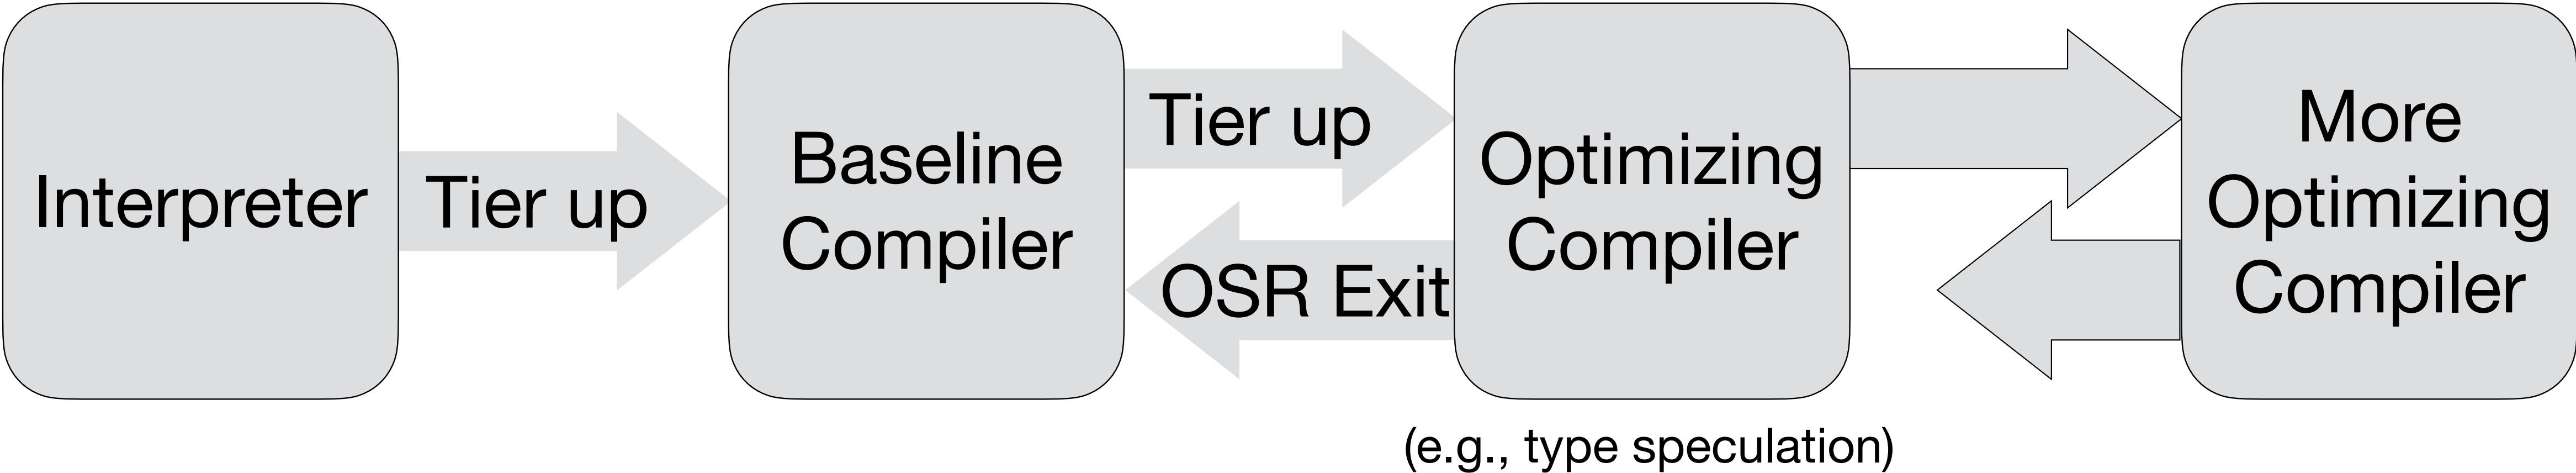 Interpreter
Tier up
Baseline
Compiler
Tier up
OSR Exit
Optimizing
Compiler
(e.g., type speculation)
More
Optimizing
Compiler